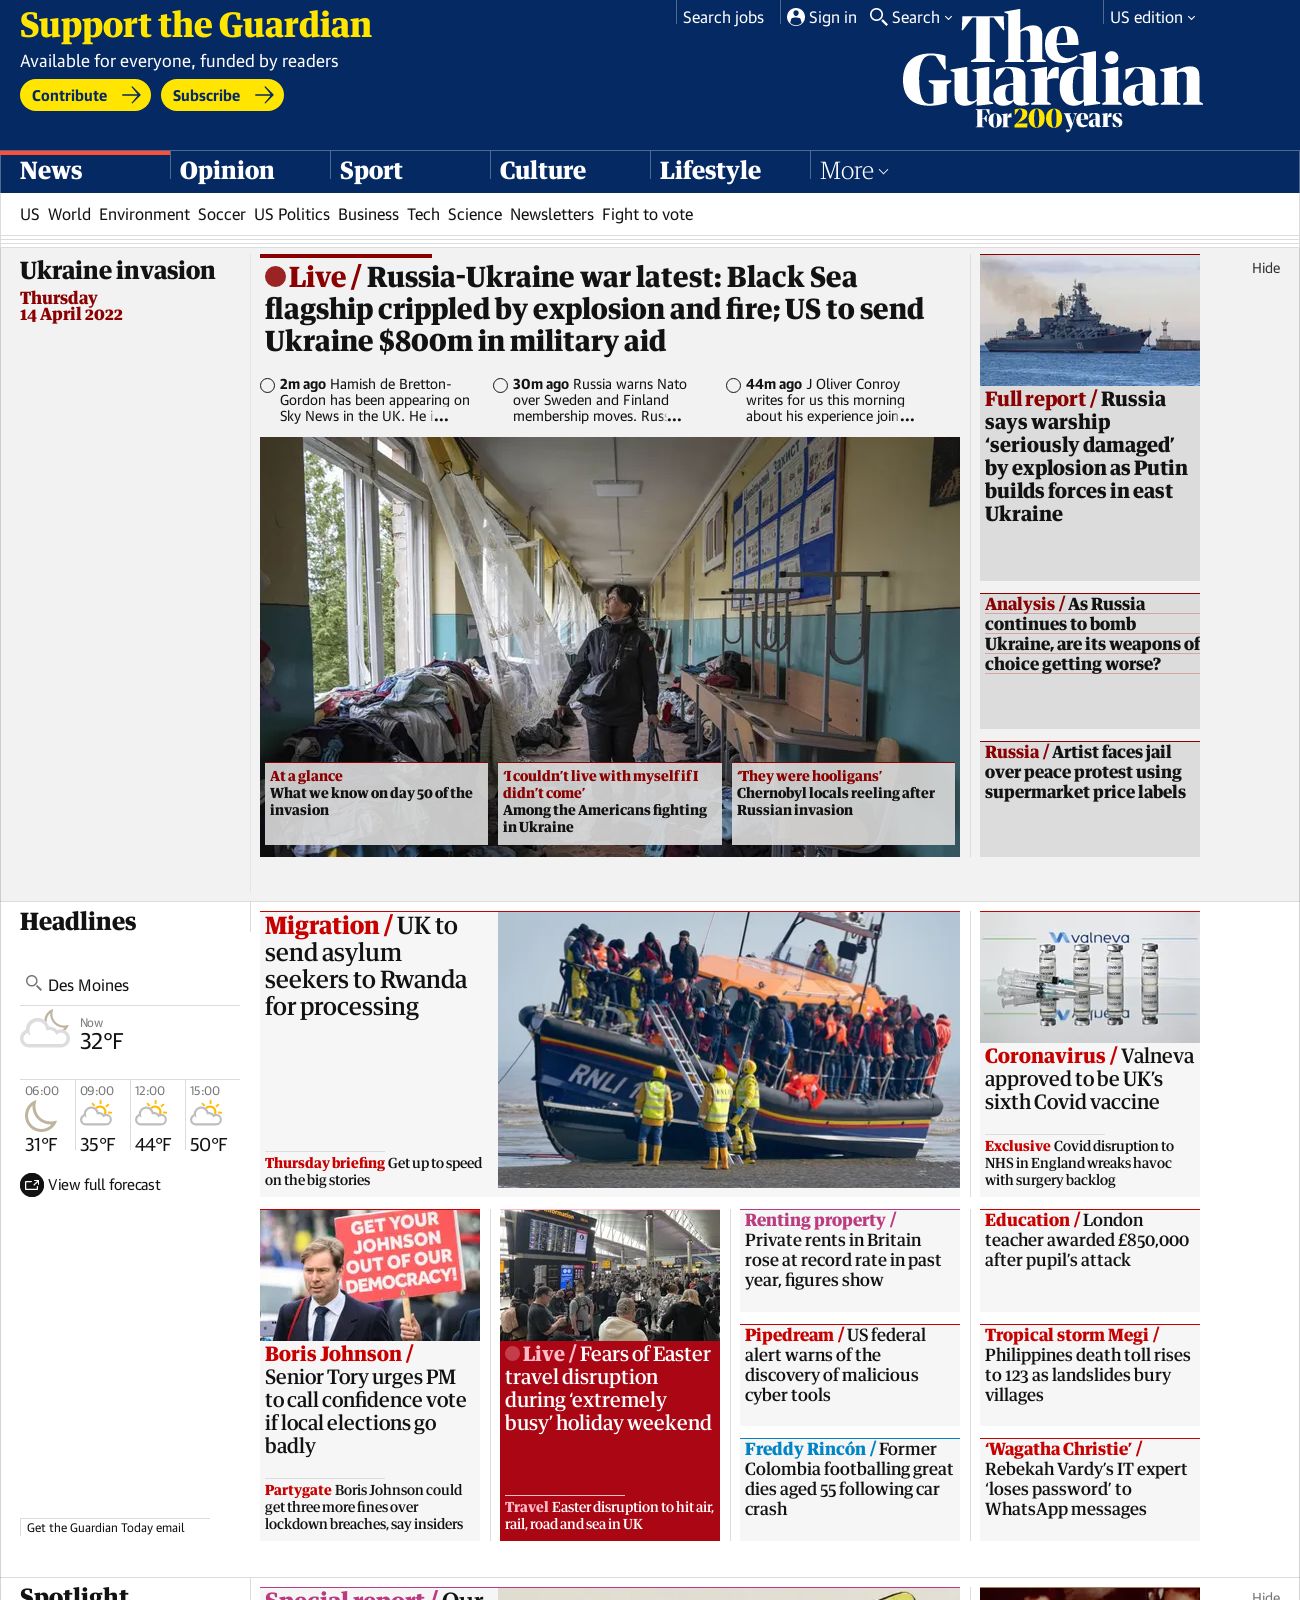 Support the Guardian
Available for everyone, funded by readers
Contribute
Subscribe
Search jobs
Sign in
Search
US edition
The
Guardian
For 200 years
News
Opinion
Sport
Culture
Lifestyle
More
US World Environment Soccer US Politics Business Tech Science Newsletters Fight to vote
Ukraine invasion
Thursday
14 April 2022
Hide
Live / Russia-Ukraine war latest: Black Sea
flagship crippled by explosion and fire; US to send
Ukraine $800m in military aid
2m ago Hamish de Bretton-
Gordon has been appearing on
Sky News in the UK. He i...
30m ago Russia warns Nato
over Sweden and Finland
membership moves. Rus...
44m ago J Oliver Conroy
writes for us this morning
about his experience join...
At a glance
What we know on day 50 of the
invasion
‘I couldn’t live with myself if I
didn’t come’
Among the Americans fighting
in Ukraine
‘They were hooligans’
Chernobyl locals reeling after
Russian invasion
Full report / Russia
says warship
‘seriously damaged’
by explosion as Putin
builds forces in east
Ukraine
Analysis / As Russia
continues to bomb
Ukraine, are its weapons of
choice getting worse?
Russia / Artist faces jail
over peace protest using
supermarket price labels
Headlines
Des Moines
Now
32°F
06:00 09:00 12:00 15:00
31°F 35°F 44°F 50°F
View full forecast
Get the Guardian Today email
Migration / UK to
send asylum
seekers to Rwanda
for processing
Thursday briefing Get up to speed
on the big stories
RNLI
valneva
Coronavirus / Valneva
approved to be UK’s
sixth Covid vaccine
Exclusive Covid disruption to
NHS in England wreaks havoc
with surgery backlog
GET YOUR
JOHNSON
OUT OF OUR
DEMOCRACY!
Boris Johnson /
Senior Tory urges PM
to call confidence vote
if local elections go
badly
Partygate Boris Johnson could
get three more fines over
lockdown breaches, say insiders
Live / Fears of Easter
travel disruption
during ‘extremely
busy’ holiday weekend
Travel Easter disruption to hit air,
rail, road and sea in UK
Renting property /
Private rents in Britain
rose at record rate in past
year, figures show
Pipedream / US federal
alert warns of the
discovery of malicious
cyber tools
Freddy Rincón / Former
Colombia footballing great
dies aged 55 following car
crash
Education / London
teacher awarded £850,000
after pupil’s attack
Tropical storm Megi /
Philippines death toll rises
to 123 as landslides bury
villages
‘Wagatha Christie’ /
Rebekah Vardy’s IT expert
‘loses password’ to
WhatsApp messages
Spotlight
Special report / Our
Hide